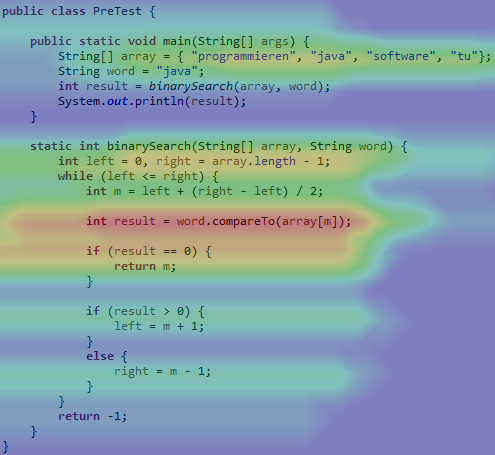 public class PreTest {
public static void main(String[] args) {
String[] array = { "programmieren", "java", "software", "tu"};
String word = "java";
int result = binarySearch(array, word);
System.out.println(result);
}
static int binarySearch(String[] array, String word) {
int left = 0, right = array.length - 1;
while (left <= right) {
int m = left + (right - left) / 2;
int result = word.compareTo(array[m]);
if (result == 0) {
return m;
}
if (result > 0) {
left = m + 1;
}
else {
right = m - 1;
}
}
return -1;
}
}